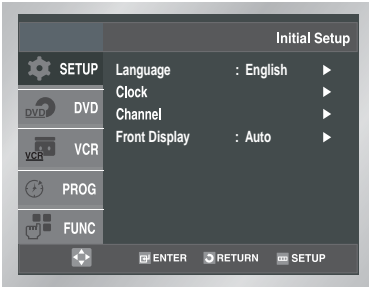 Initial Setup
SETUP
Language : English
Clock
Channel
Front Display : Auto
DVD DVD
VCR VCR
PROG
FUNC
ENTER RETURN SETUP